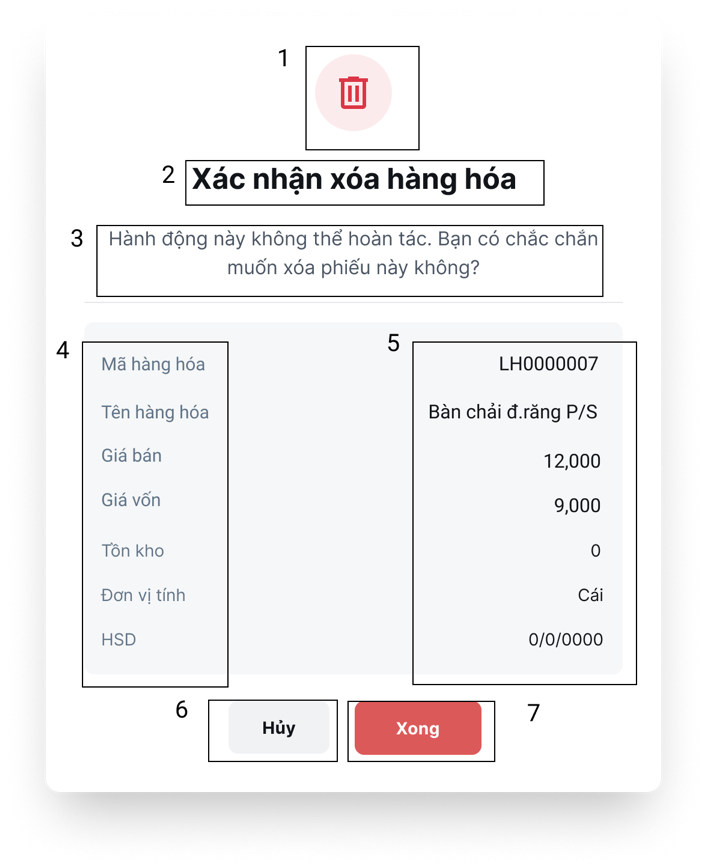 1
2 Xác nhận xóa hàng hóa
3 Hành động này không thể hoàn tác. Bạn có chắc chắn
muốn xóa phiếu này không?
4 5
Mã hàng hóa LH0000007
Tên hàng hóa Bàn chải đ.răng P/S
Giá bán 12,000
Giá vốn 9,000
Tồn kho 0
Đơn vị tính Cái
HSD 0/0/0000
6 Hủy Xong 7